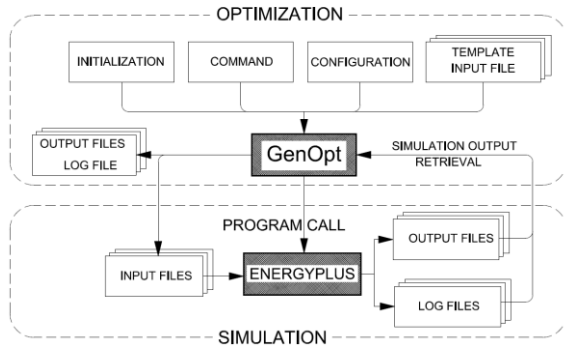 OPTIMIZATION
INITIALIZATION
COMMAND
CONFIGURATION
TEMPLATE
INPUT FILE
OUTPUT FILES
LOG FILE
GenOpt
SIMULATION OUTPUT
RETRIEVAL
PROGRAM CALL
INPUT FILES
ENERGYPLUS
OUTPUT FILES
LOG FILES
SIMULATION